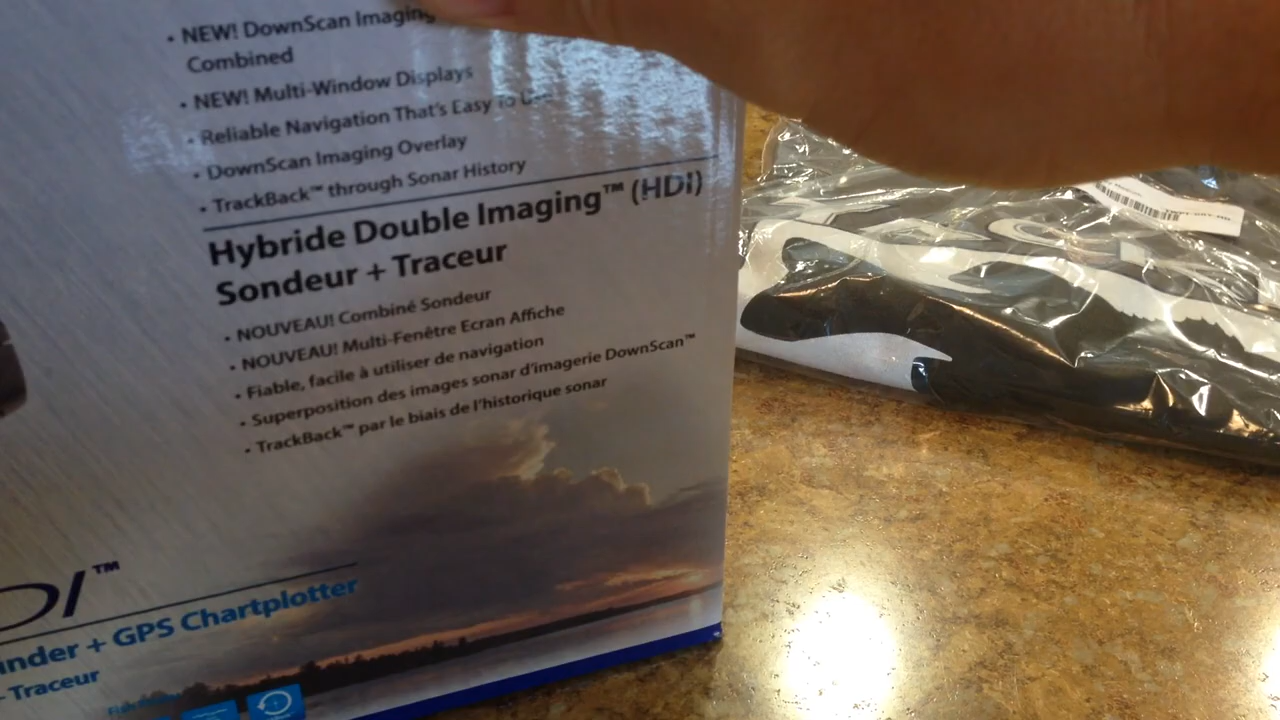 • NEW! DownScan Imaging
Combined
• NEW! Multi-Window Displays
• Reliable Navigation That's Easy To
• DownScan Imaging Overlay
• TrackBack™ through Sonar History
Hybride Double Imaging™ (HDI)
Sondeur + Traceur
• NOUVEAU! Combiné Sondeur
• NOUVEAU! Multi-Fenêtre Ecran Affiche
• Fiable, facile à utiliser de navigation
• Superposition des images sonar d'imagerie DownScan™
• TrackBack™ par le biais de l'historique sonar
DI™
nder + GPS Chartplotter
- Traceur